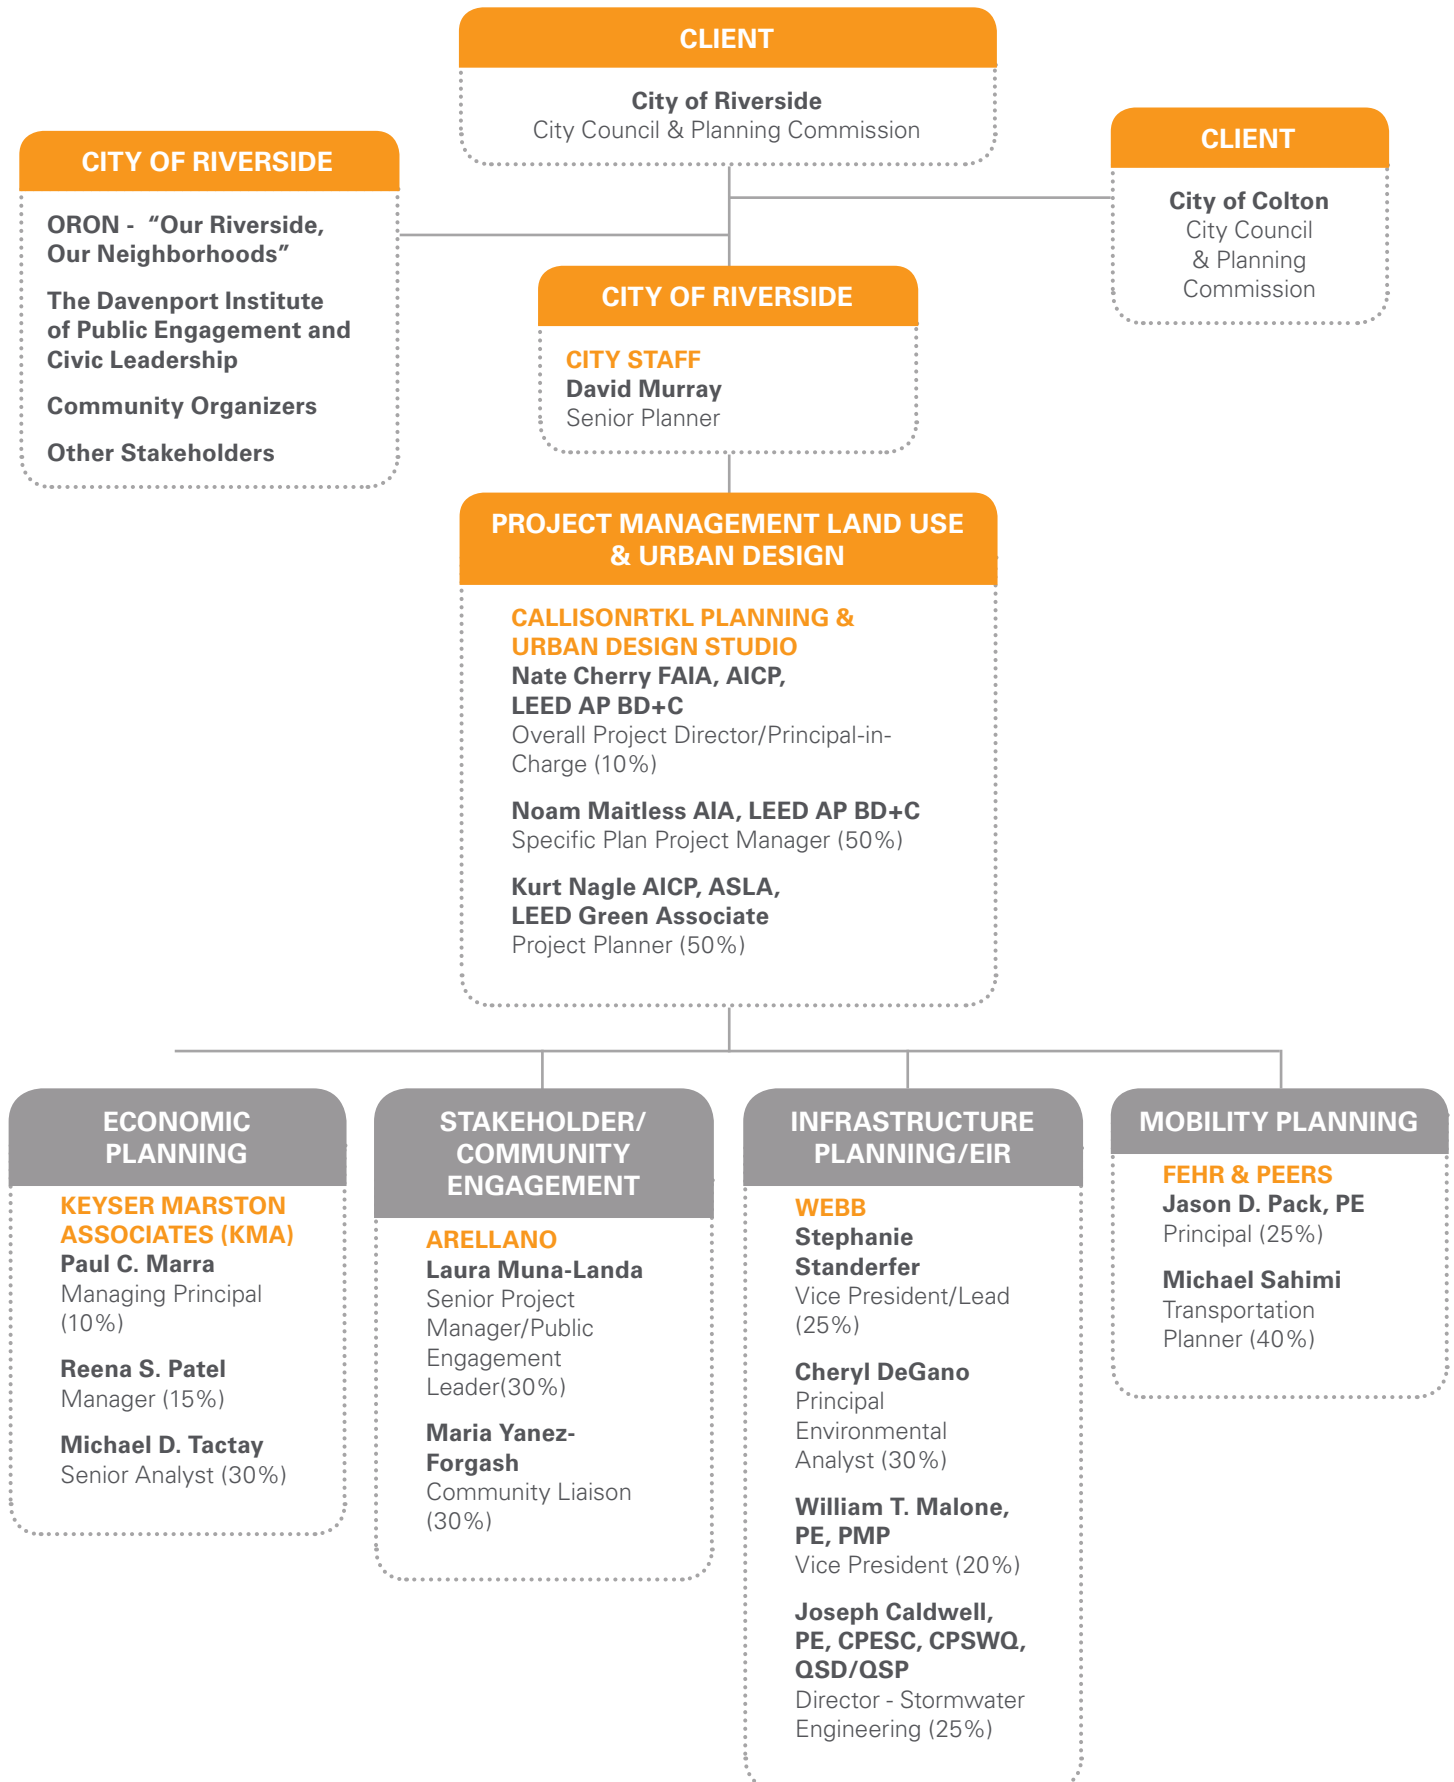 CLIENT
City of Riverside
City Council & Planning Commission
CLIENT
City of Colton
City Council
& Planning
Commission
CITY OF RIVERSIDE
ORON - “Our Riverside,
Our Neighborhoods”
The Davenport Institute
of Public Engagement and
Civic Leadership
Community Organizers
Other Stakeholders
CITY OF RIVERSIDE
CITY STAFF
David Murray
Senior Planner
PROJECT MANAGEMENT LAND USE
& URBAN DESIGN
CALLISONRTKL PLANNING &
URBAN DESIGN STUDIO
Nate Cherry FAIA, AICP,
LEED AP BD+C
Overall Project Director/Principal-in-
Charge (10%)
Noam Maitless AIA, LEED AP BD+C
Specific Plan Project Manager (50%)
Kurt Nagle AICP, ASLA,
LEED Green Associate
Project Planner (50%)
ECONOMIC
PLANNING
KEYSER MARSTON
ASSOCIATES (KMA)
Paul C. Marra
Managing Principal
(10%)
Reena S. Patel
Manager (15%)
Michael D. Tactay
Senior Analyst (30%)
STAKEHOLDER/
COMMUNITY
ENGAGEMENT
ARELLANO
Laura Muna-Landa
Senior Project
Manager/Public
Engagement
Leader(30%)
Maria Yanez-
Forgash
Community Liaison
(30%)
INFRASTRUCTURE
PLANNING/EIR
WEBB
Stephanie
Standerfer
Vice President/Lead
(25%)
Cheryl DeGano
Principal
Environmental
Analyst (30%)
William T. Malone,
PE, PMP
Vice President (20%)
Joseph Caldwell,
PE, CPESC, CPSWQ,
QSD/QSP
Director - Stormwater
Engineering (25%)
MOBILITY PLANNING
FEHR & PEERS
Jason D. Pack, PE
Principal (25%)
Michael Sahimi
Transportation
Planner (40%)